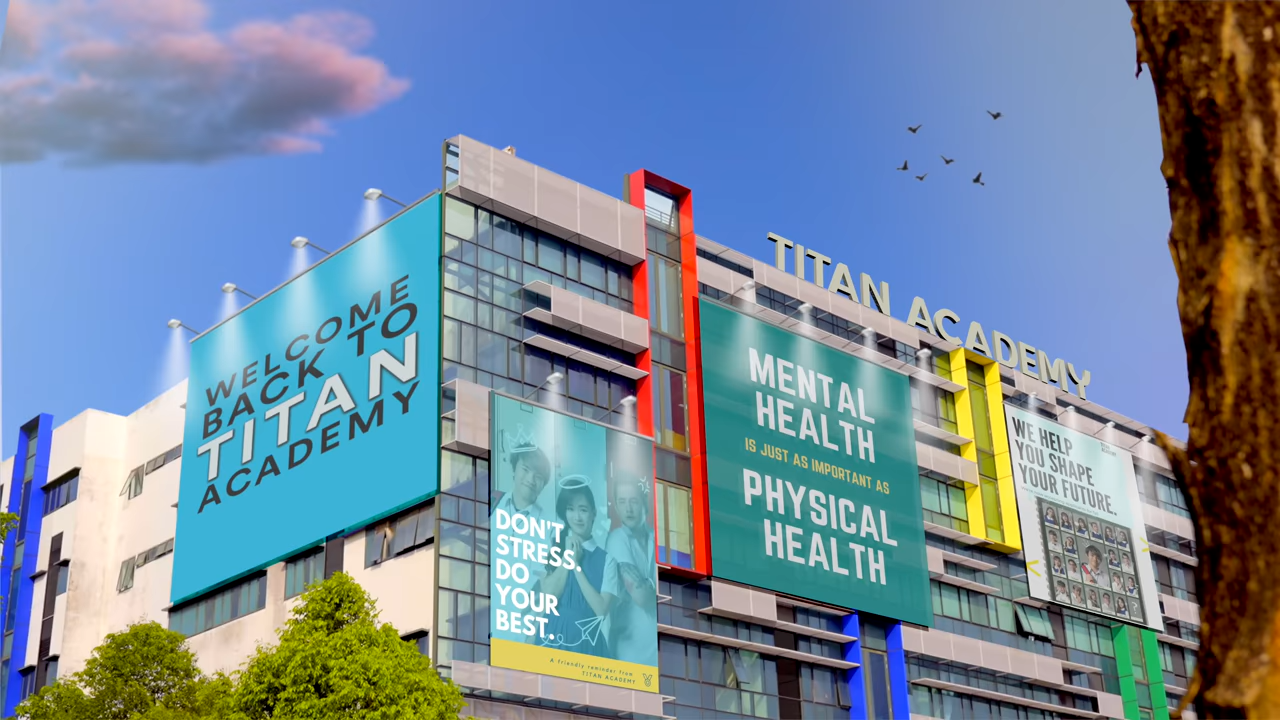 WELCOME
BACK TO
TITAN
ACADEMY
DON'T
STRESS.
DO
YOUR
BEST.
A friendly reminder from
TITAN ACADEMY
TITAN ACADEMY
MENTAL
HEALTH
IS JUST AS IMPORTANT AS
PHYSICAL
HEALTH
WE HELP
YOU SHAPE
YOUR FUTURE.